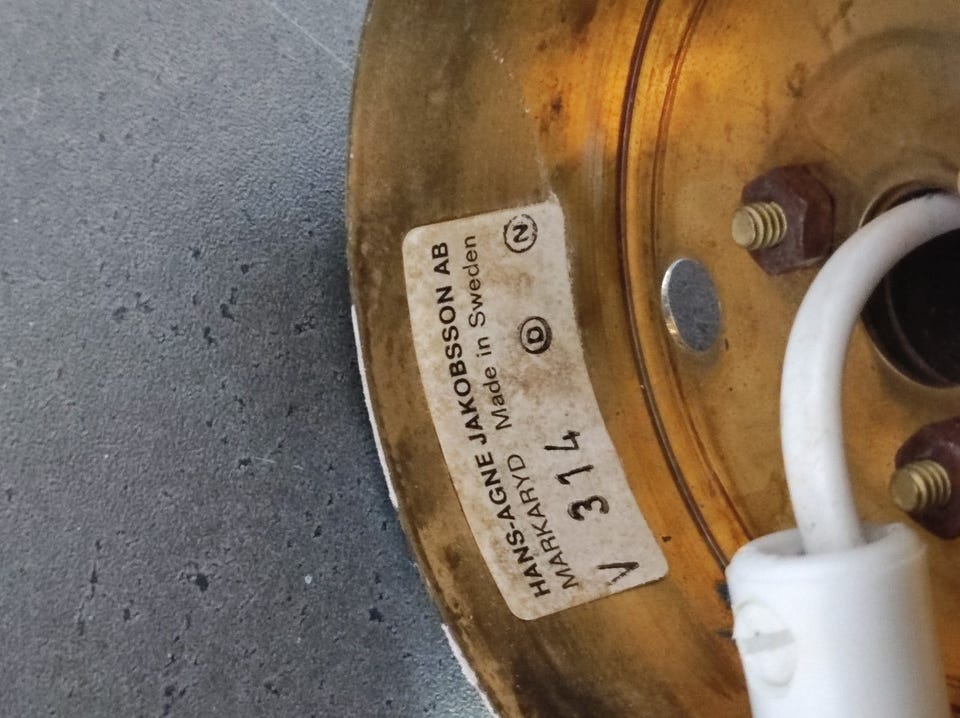 HANS-AGNE JAKOBSSON AB
MARKARYD Made in Sweden
V 314 D N